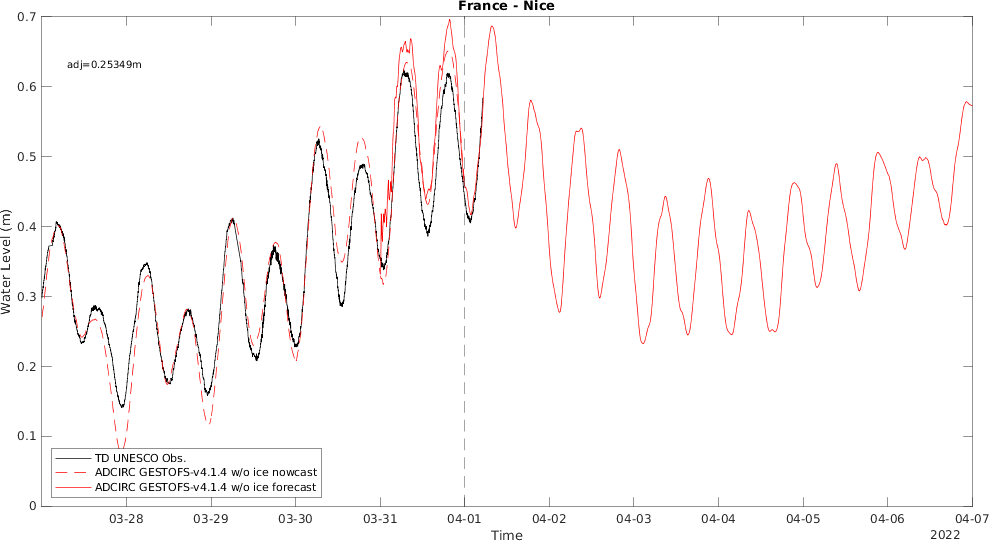 France - Nice
0.7
adj=0.25349m
0.6
0.5
0.4
0.3
0.2
0.1
0
Water Level (m)
TD UNESCO Obs.
ADCIRC GESTOFS-v4.1.4 w/o ice nowcast
ADCIRC GESTOFS-v4.1.4 w/o ice forecast
03-28 03-29 03-30 03-31 04-01 04-02 04-03 04-04 04-05 04-06 04-07
Time
2022